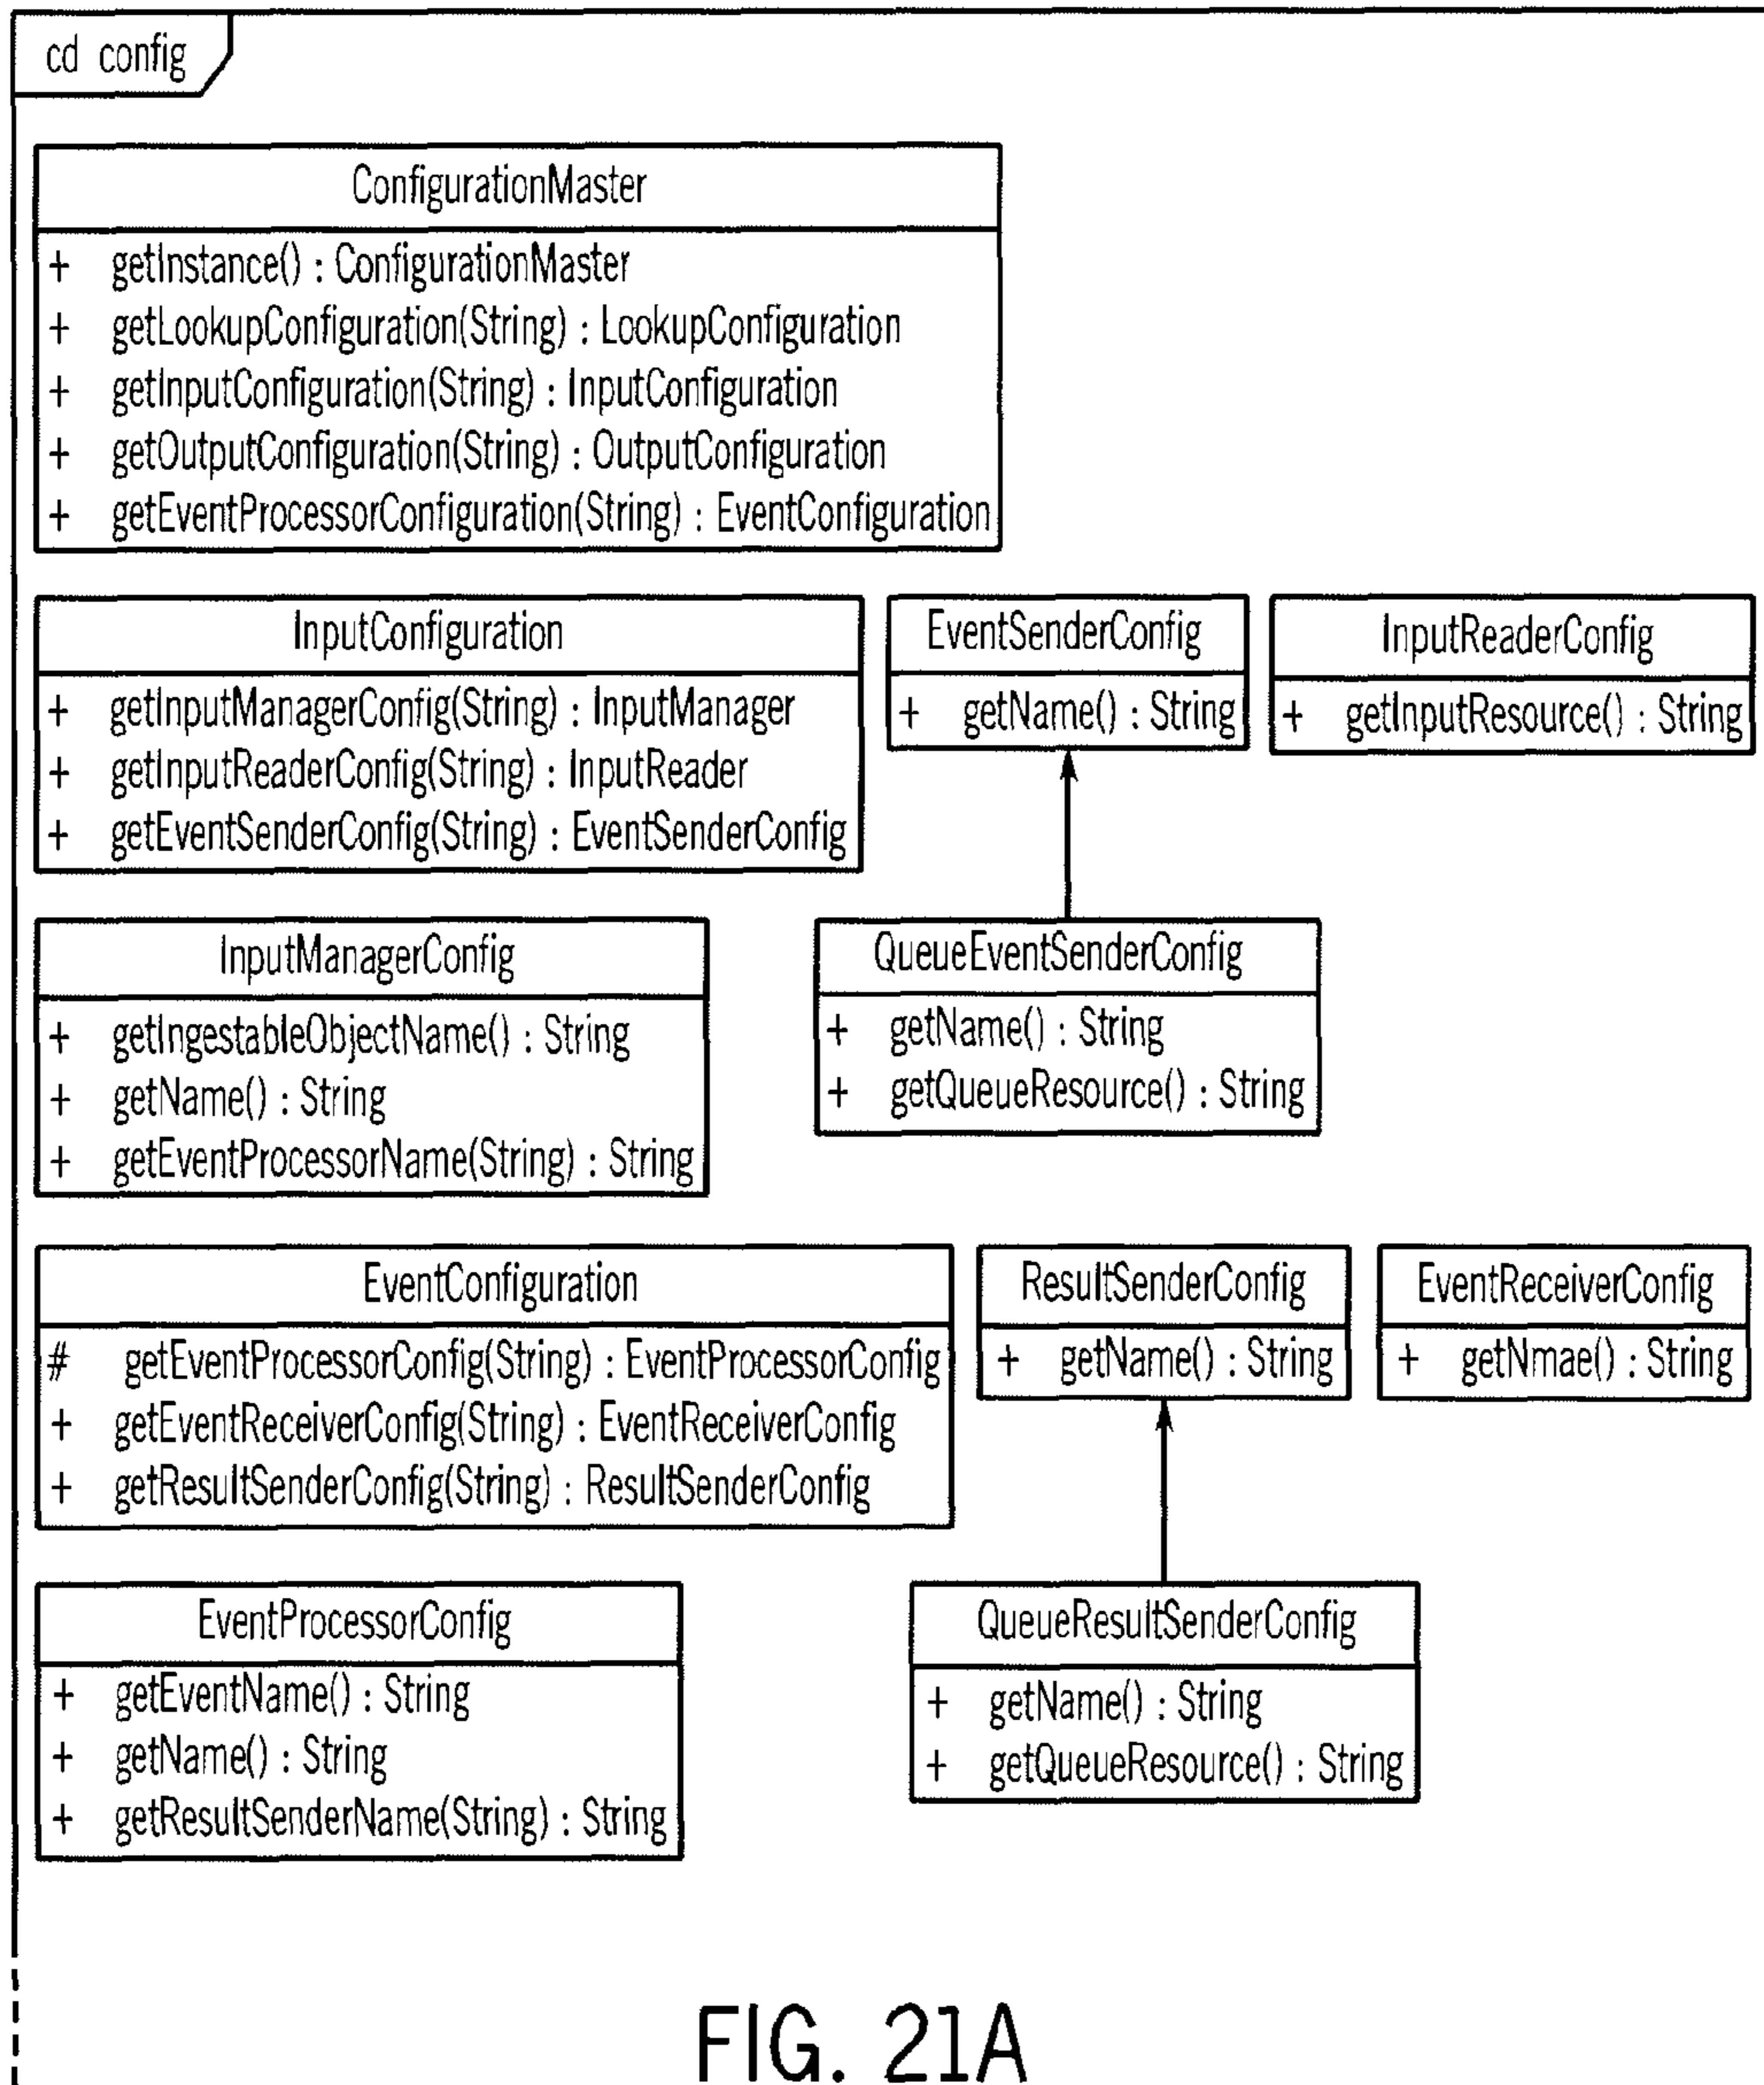 cd config
ConfigurationMaster
+ getInstance() : ConfigurationMaster
+ getLookupConfiguration(String) : LookupConfiguration
+ getInputConfiguration(String) : InputConfiguration
+ getOutputConfiguration(String) : OutputConfiguration
+ getEventProcessorConfiguration(String) : EventConfiguration
InputConfiguration
+ getInputManagerConfig(String) : InputManager
+ getInputReaderConfig(String) : InputReader
+ getEventSenderConfig(String) : EventSenderConfig
EventSenderConfig
+ getName() : String
InputReaderConfig
+ getInputResource() : String
InputManagerConfig
+ getIngestableObjectName() : String
+ getName() : String
+ getEventProcessorName(String) : String
QueueEventSenderConfig
+ getName() : String
+ getQueueResource() : String
EventConfiguration
# getEventProcessorConfig(String) : EventProcessorConfig
+ getEventReceiverConfig(String) : EventReceiverConfig
+ getResultSenderConfig(String) : ResultSenderConfig
ResultSenderConfig
+ getName() : String
EventReceiverConfig
+ getNmae() : String
EventProcessorConfig
+ getEventName() : String
+ getName() : String
+ getResultSenderName(String) : String
QueueResultSenderConfig
+ getName() : String
+ getQueueResource() : String
FIG. 21A